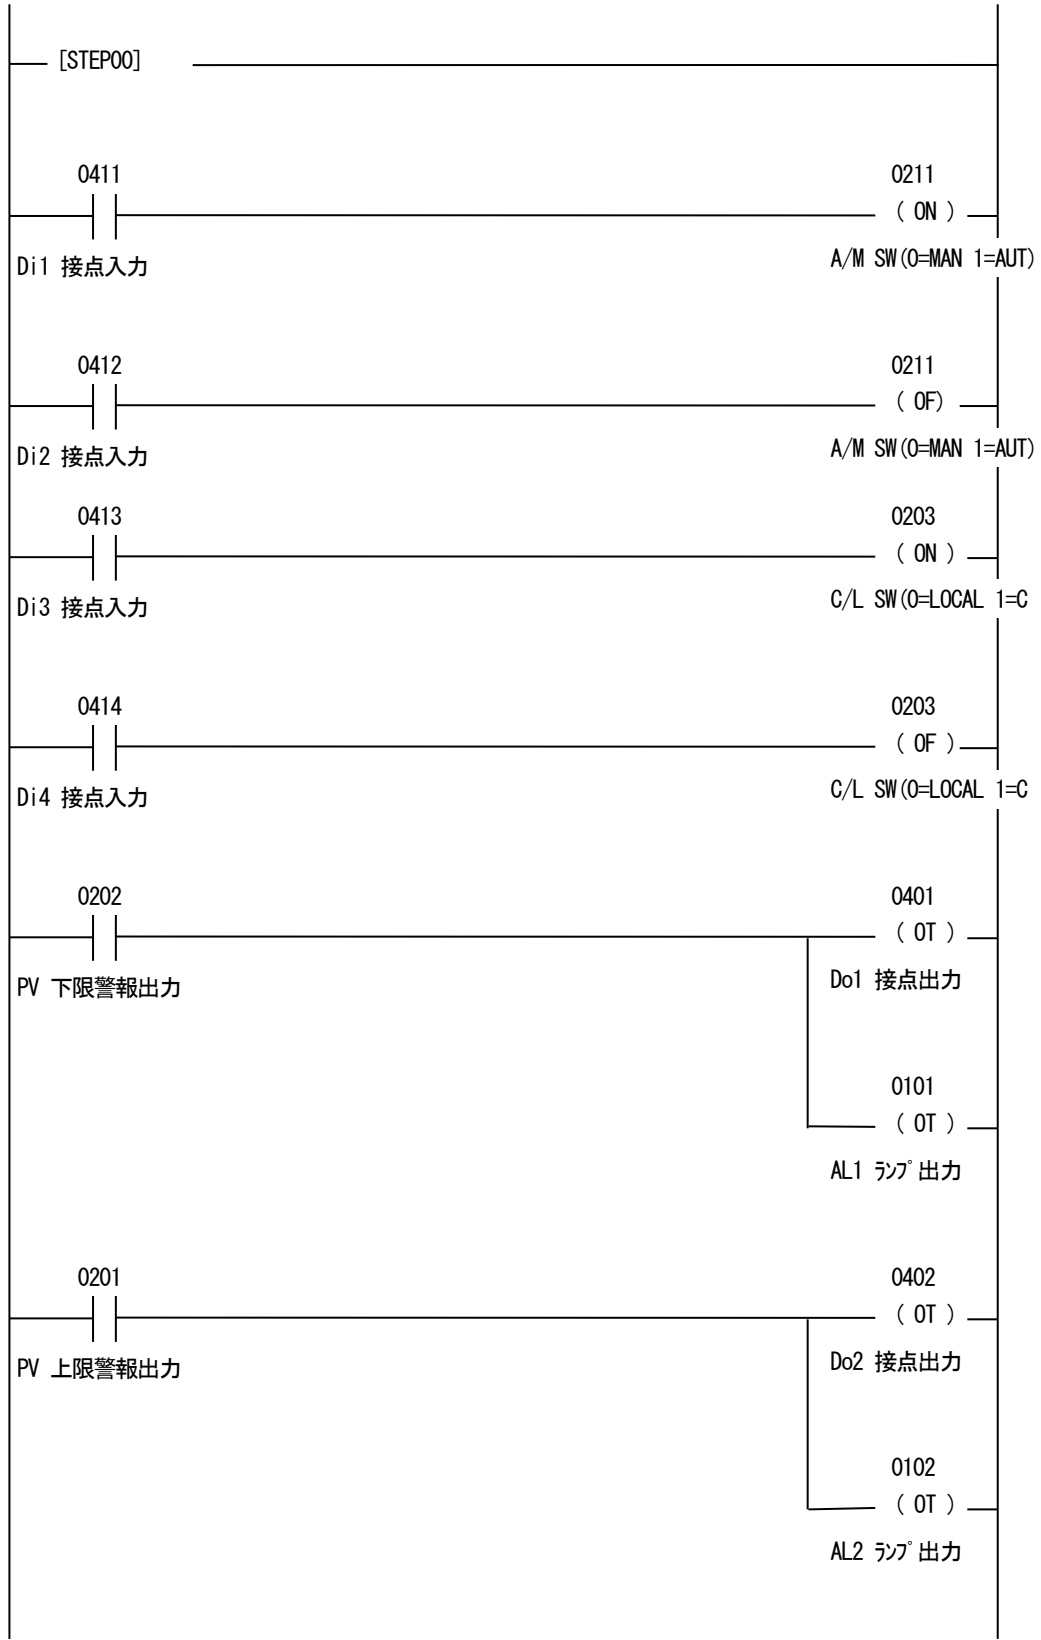 [STEP00]
0411 0211
( ON )
Di1 接点入力 A/M SW(0=MAN 1=AUT)
0412 0211
( OF)
Di2 接点入力 A/M SW(0=MAN 1=AUT)
0413 0203
( ON )
Di3 接点入力 C/L SW(0=LOCAL 1=C
0414 0203
( OF )
Di4 接点入力 C/L SW(0=LOCAL 1=C
0202 0401
( OT )
PV 下限警報出力 Do1 接点出力
0101
( OT )
AL1 ﾗﾝﾌﾟ出力
0201 0402
( OT )
PV 上限警報出力 Do2 接点出力
0102
( OT )
AL2 ﾗﾝﾌﾟ出力